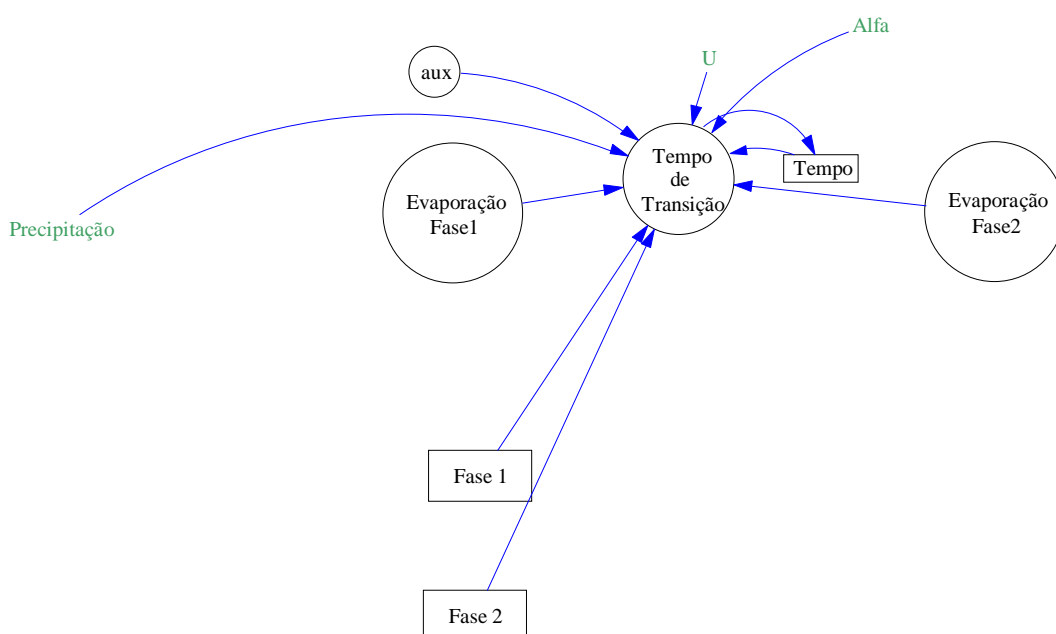 Alfa
U
aux
Tempo
de
Transição
Tempo
Evaporação
Fase1
Evaporação
Fase2
Precipitação
Fase 1
Fase 2